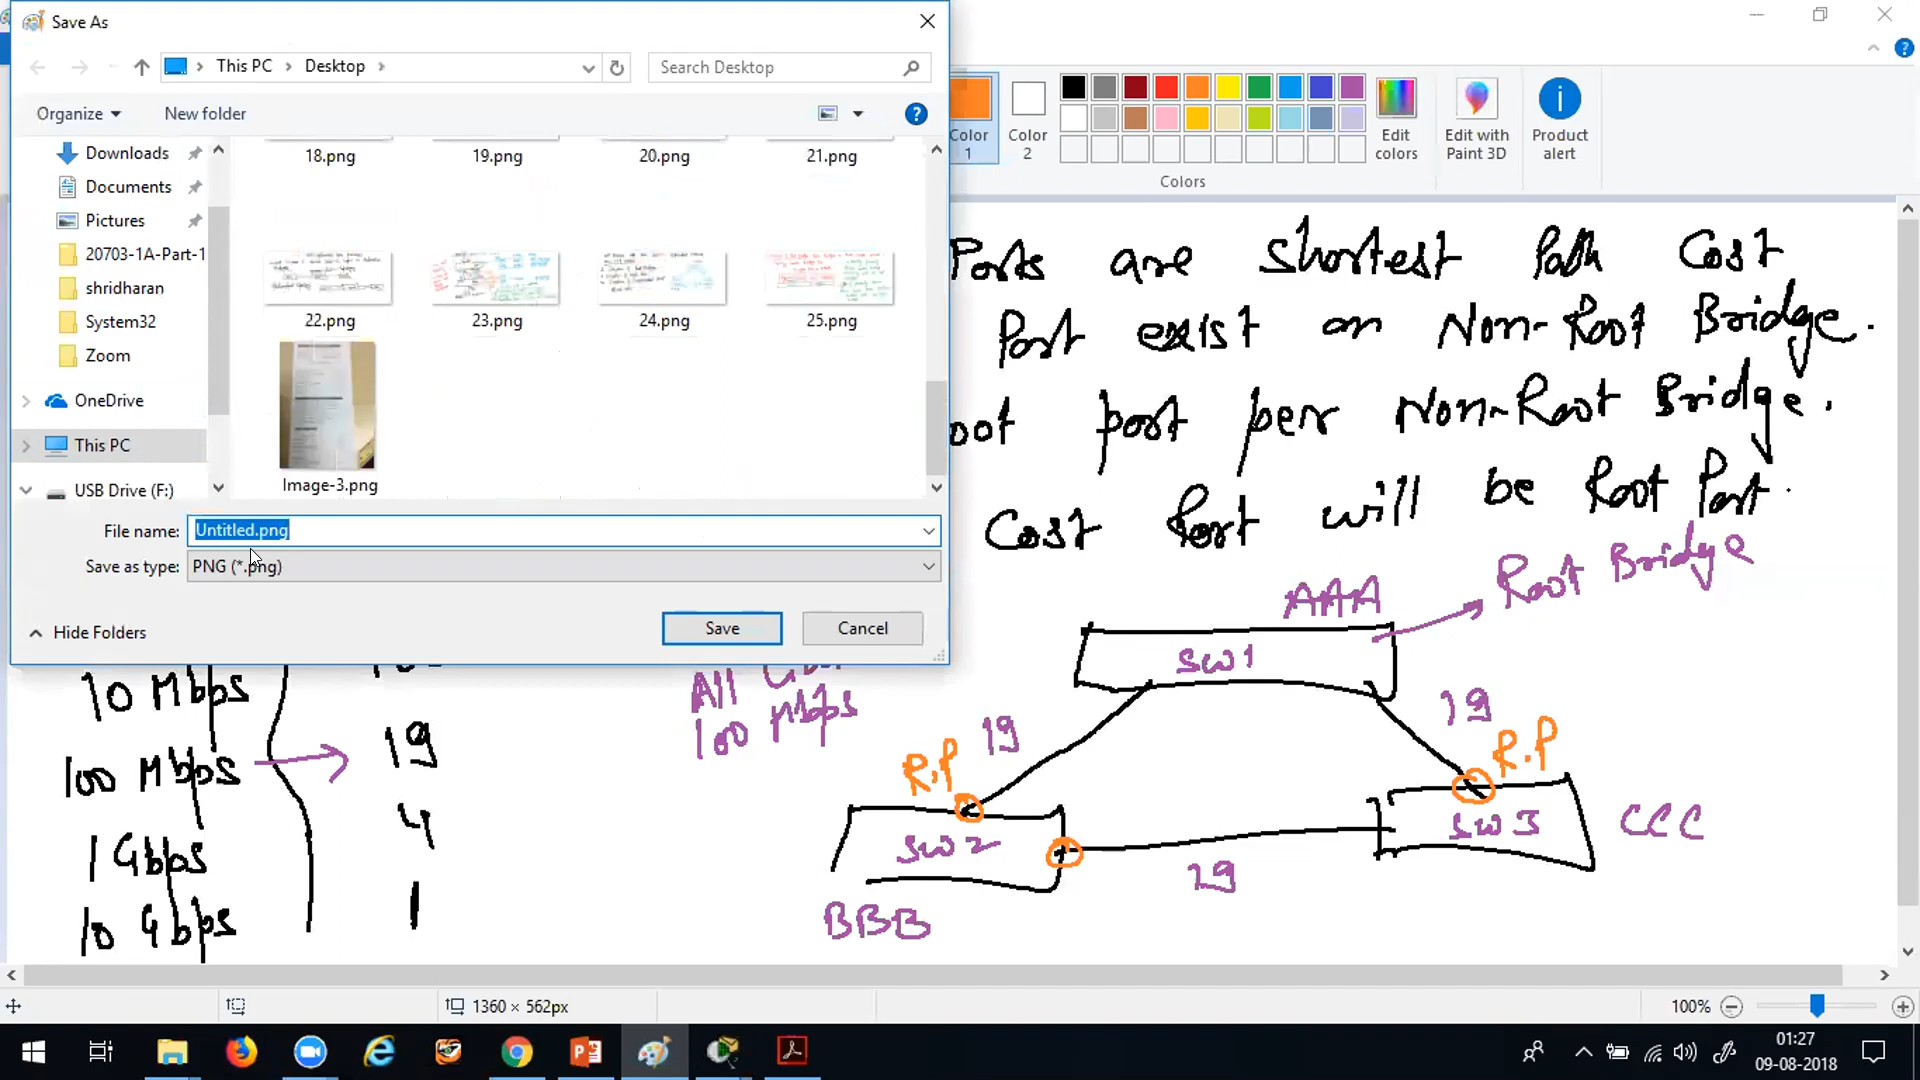 Save As
This PC
Desktop
Search Desktop
Organize
New folder
Downloads
Documents
Pictures
20703-1A-Part-1
shridharan
System32
Zoom
OneDrive
This PC
USB Drive (F:)
18.png
19.png
20.png
21.png
22.png
23.png
24.png
25.png
Image-3.png
File name: Untitled.png
Save as type: PNG (*.png)
Hide Folders
Save
Cancel
Color 1
Color 2
Edit colors
Edit with Paint 3D
Product alert
Colors
Ports are shortest Path Cost
Port exist on Non-Root Bridge.
oot port per Non-Root Bridge.
Cost Port will be Root Port.
Root Bridge
AAA
SW1
All
100 Mbps
19
19
R.P
R.P
SW2
SW3
CCC
19
BBB
10 Mbps
100 Mbps 19
1 Gbps 4
10 Gbps 1
1360 × 562px
100%
01:27
09-08-2018